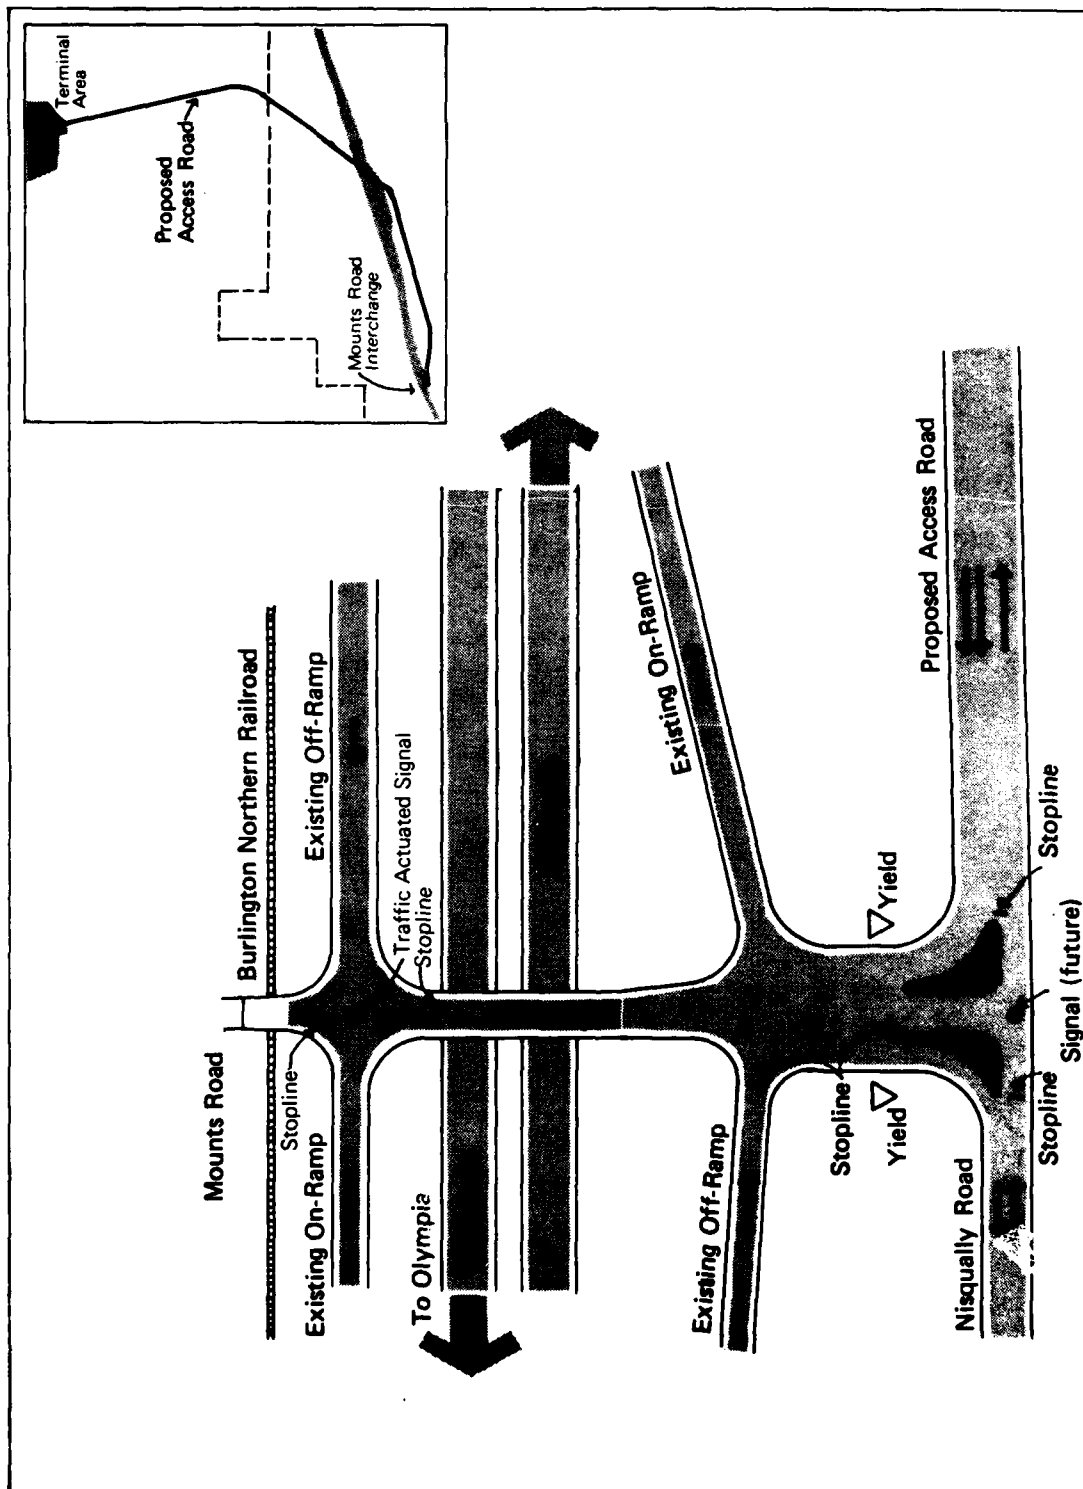 Terminal
Area
Proposed
Access Road
Mounts Road
Interchange
Mounts Road
Burlington Northern Railroad
Stopline
Existing On-Ramp
Existing Off-Ramp
Traffic Actuated Signal
Stopline
To Olympia
Existing Off-Ramp
Existing On-Ramp
Stopline
Yield
Yield
Nisqually Road
Proposed Access Road
Stopline
Signal (future)
Stopline